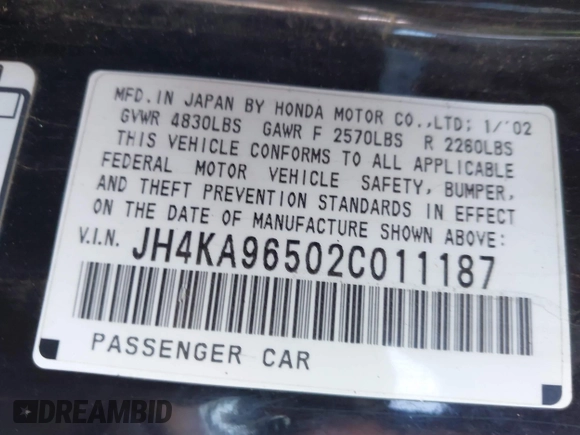 MFD. IN JAPAN BY HONDA MOTOR CO.,LTD; 1/'02
GVWR 4830LBS GAWR F 2570LBS R 2260LBS
THIS VEHICLE CONFORMS TO ALL APPLICABLE
FEDERAL MOTOR VEHICLE SAFETY, BUMPER,
AND THEFT PREVENTION STANDARDS IN EFFECT
ON THE DATE OF MANUFACTURE SHOWN ABOVE:
V.I.N. JH4KA96502C011187
PASSENGER CAR
DREAMBID